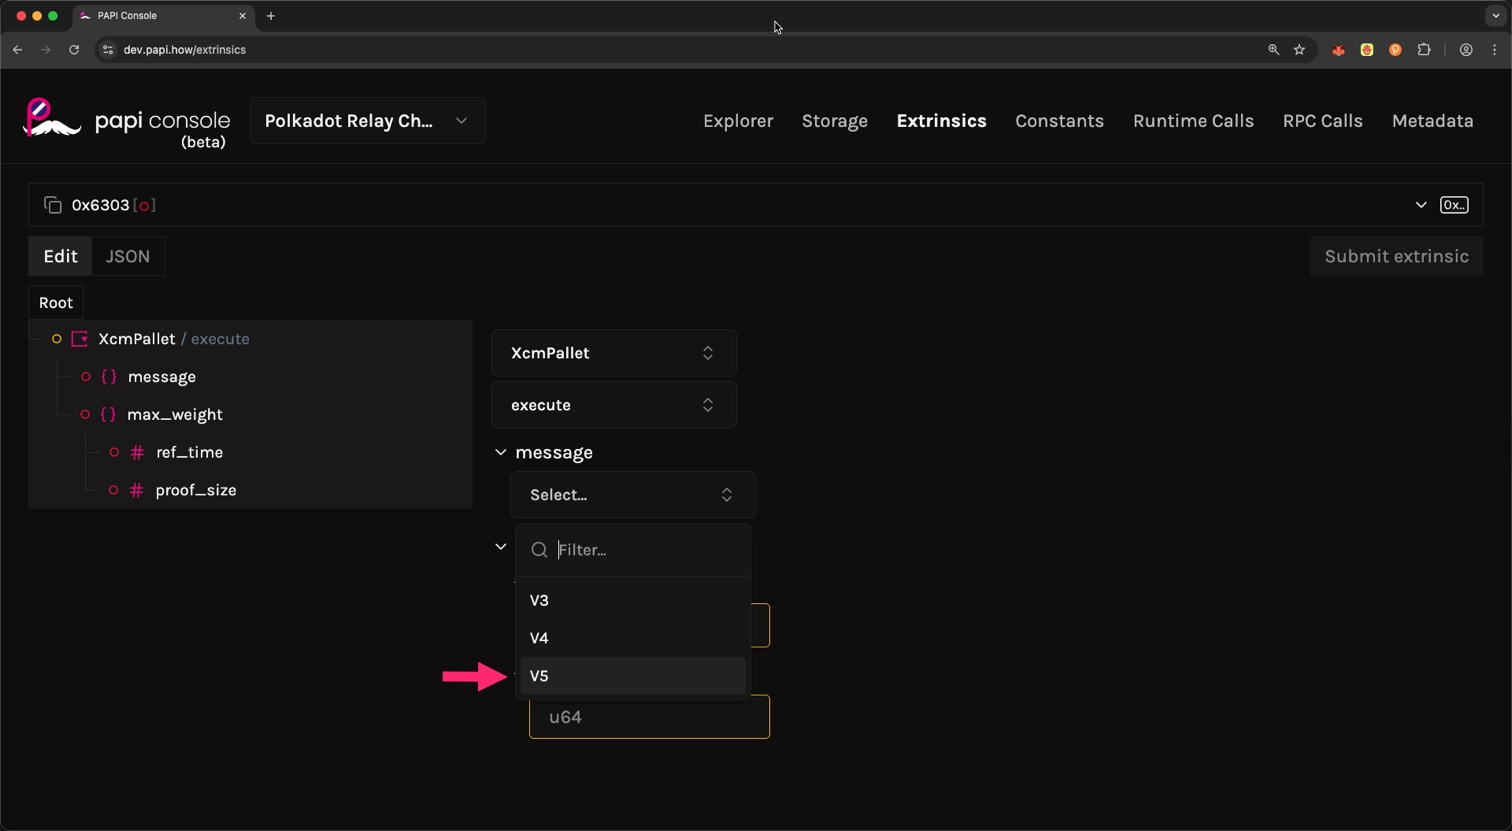 PAPI Console
dev.papi.how/extrinsics
papi console
(beta)
Polkadot Relay Ch...
Explorer Storage Extrinsics Constants Runtime Calls RPC Calls Metadata
0x6303[○]
0x..
Edit JSON
Submit extrinsic
Root
XcmPallet / execute
{} message
{} max_weight
# ref_time
# proof_size
XcmPallet
execute
message
Select...
Filter...
V3
V4
V5
u64